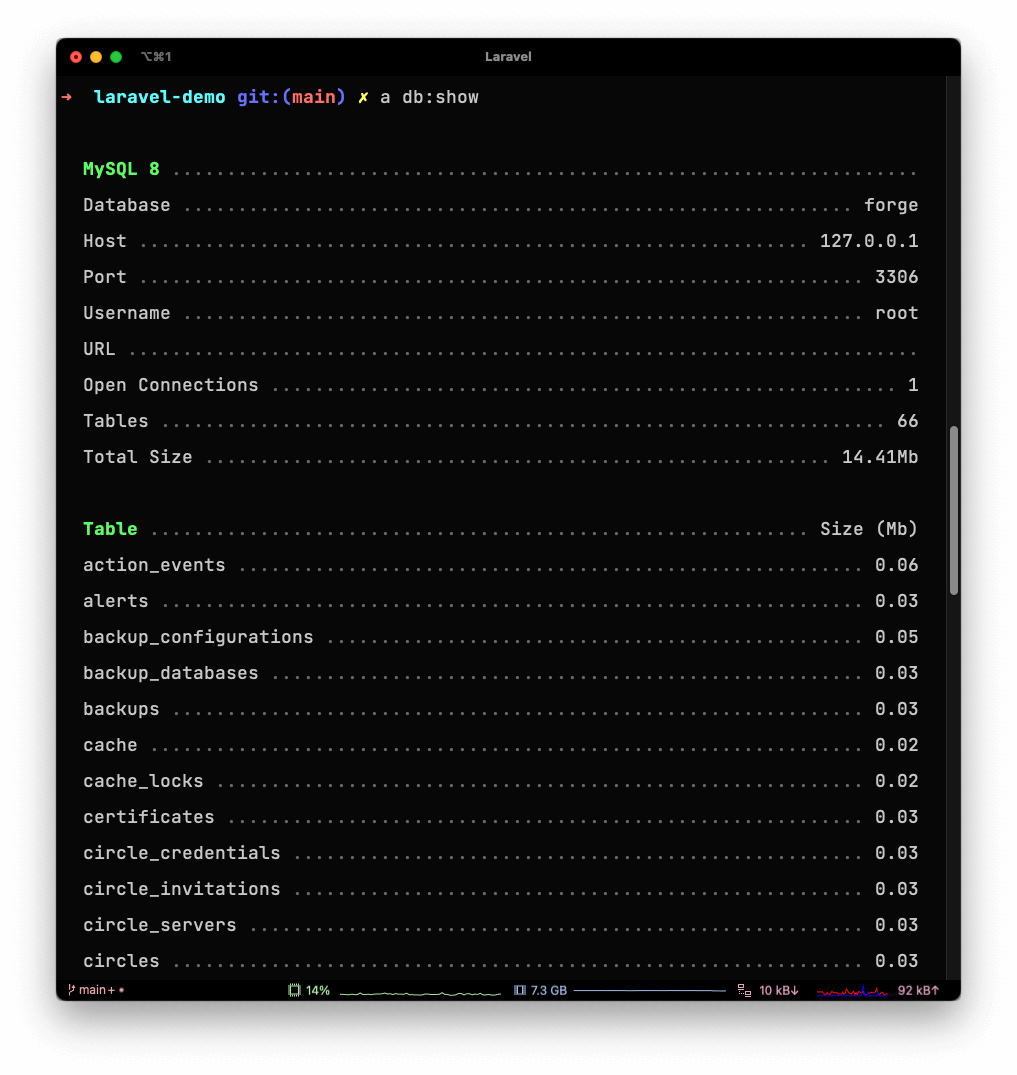 ⌥⌘1 Laravel
➜ laravel-demo git:(main) ✗ a db:show
MySQL 8 ....................................................................
Database ............................................................. forge
Host ............................................................. 127.0.0.1
Port .................................................................. 3306
Username .............................................................. root
URL ........................................................................
Open Connections ......................................................... 1
Tables .................................................................. 66
Total Size ......................................................... 14.41Mb
Table ............................................................ Size (Mb)
action_events ......................................................... 0.06
alerts ................................................................ 0.03
backup_configurations ................................................. 0.05
backup_databases ...................................................... 0.03
backups ............................................................... 0.03
cache ................................................................. 0.02
cache_locks ........................................................... 0.02
certificates .......................................................... 0.03
circle_credentials .................................................... 0.03
circle_invitations .................................................... 0.03
circle_servers ........................................................ 0.03
circles ............................................................... 0.03
main+• 14% 7.3 GB 10 kB↓ 92 kB↑